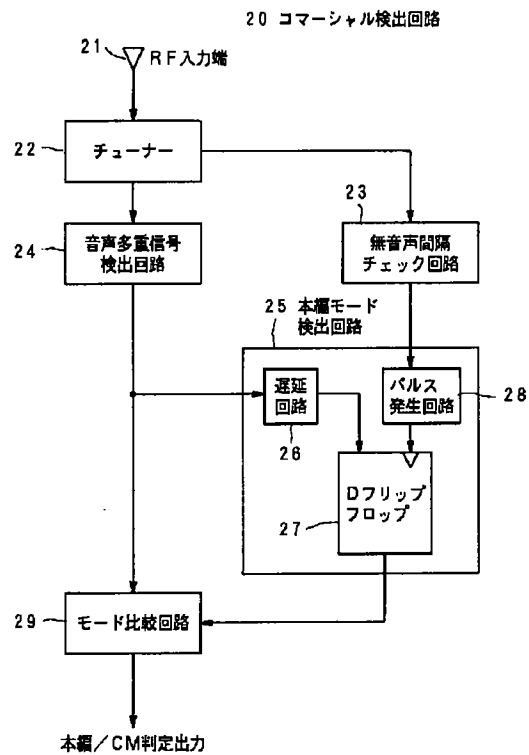 20 コマーシャル検出回路
21
RF入力端
22
チューナー
23
無音声間隔
チェック回路
24
音声多重信号
検出回路
25 本編モード
検出回路
遅延
回路
26
パルス
発生回路
28
Dフリップ
フロップ
27
29
モード比較回路
本編／CM判定出力